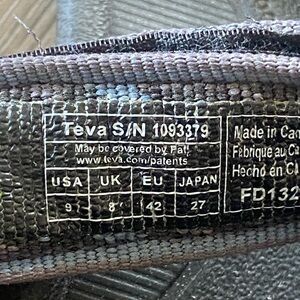 Teva S/N 1093379
May be covered by Pat:
www.teva.com/patents
USA UK EU JAPAN
9 8 42 27
Made in
Fabriqué au
Hecho en
FD132